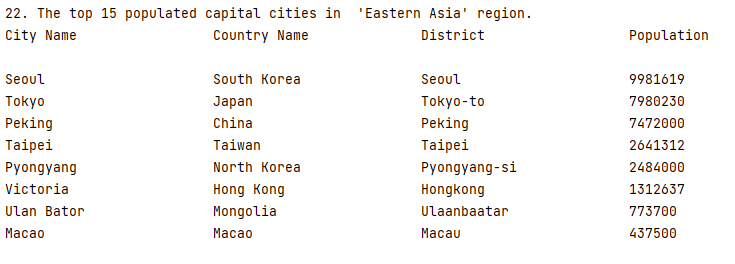 22. The top 15 populated capital cities in  'Eastern Asia' region.
City Name Country Name District Population
Seoul South Korea Seoul 9981619
Tokyo Japan Tokyo-to 7980230
Peking China Peking 7472000
Taipei Taiwan Taipei 2641312
Pyongyang North Korea Pyongyang-si 2484000
Victoria Hong Kong Hongkong 1312637
Ulan Bator Mongolia Ulaanbaatar 773700
Macao Macao Macau 437500